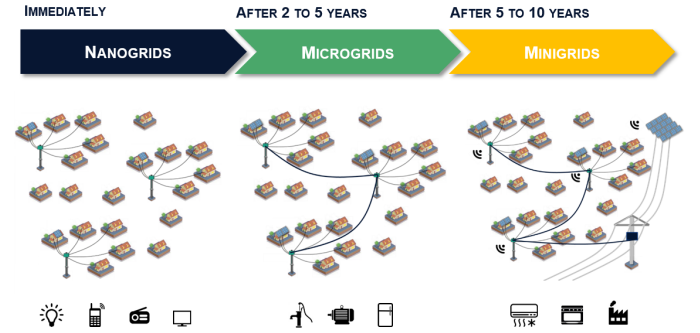 IMMEDIATELY
AFTER 2 TO 5 YEARS
AFTER 5 TO 10 YEARS
NANOGRIDS
MICROGRIDS
MINIGRIDS